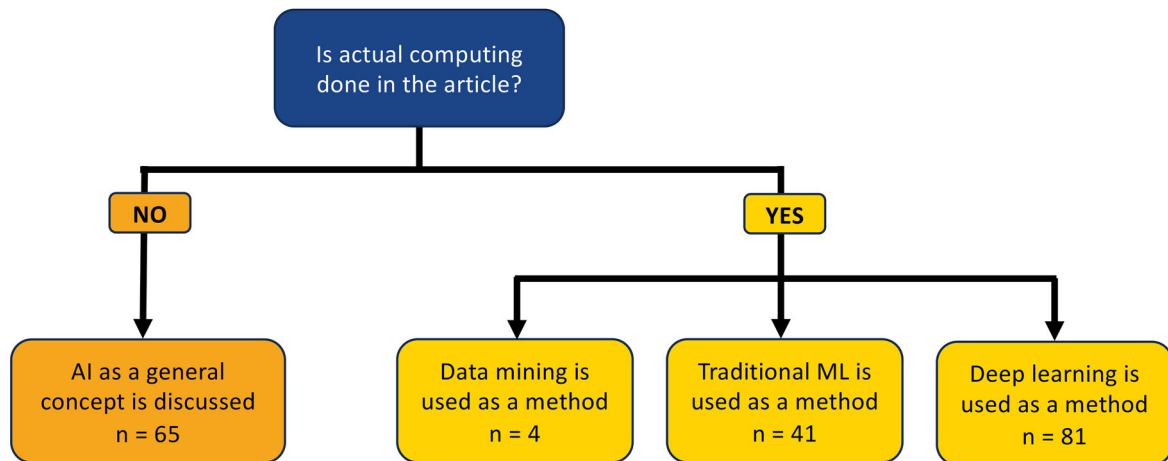 Is actual computing
done in the article?
NO
YES
AI as a general
concept is discussed
n = 65
Data mining is
used as a method
n = 4
Traditional ML is
used as a method
n = 41
Deep learning is
used as a method
n = 81